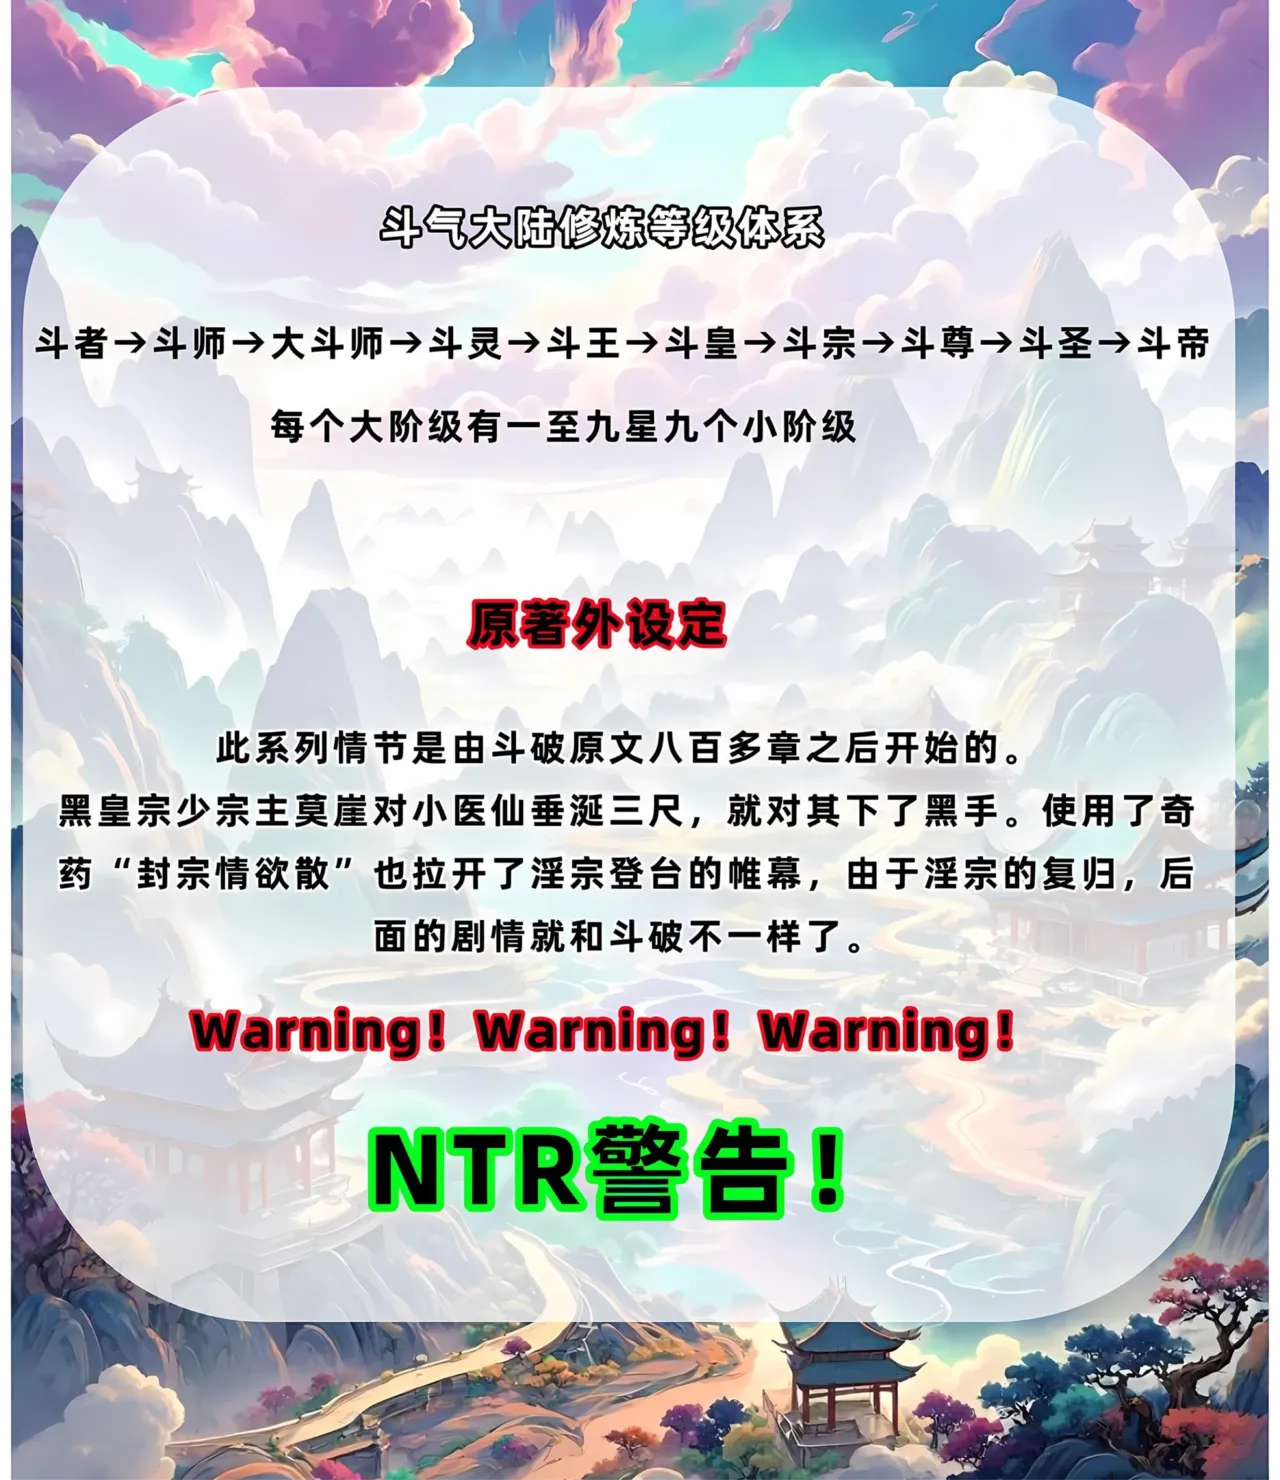 斗气大陆修炼等级体系
斗者→斗师→大斗师→斗灵→斗王→斗皇→斗宗→斗尊→斗圣→斗帝
每个大阶级有一至九星九个小阶级
原著外设定
此系列情节是由斗破原文八百多章之后开始的。
黑皇宗少宗主莫崖对小医仙垂涎三尺，就对其下了黑手。使用了奇
药“封宗情欲散”也拉开了淫宗登台的帷幕，由于淫宗的复归，后
面的剧情就和斗破不一样了。
Warning！Warning！Warning！
NTR警告！